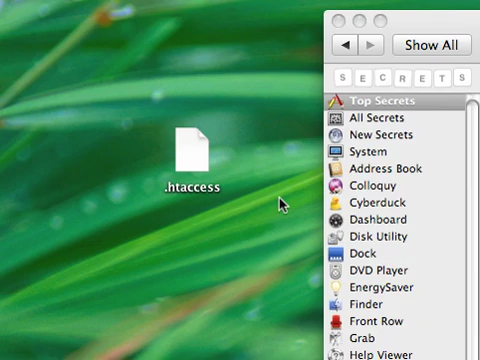 Show All
SECRETS
Top Secrets
All Secrets
New Secrets
System
.htaccess
Address Book
Colloquy
Cyberduck
Dashboard
Disk Utility
Dock
DVD Player
EnergySaver
Finder
Front Row
Grab
Help Viewer